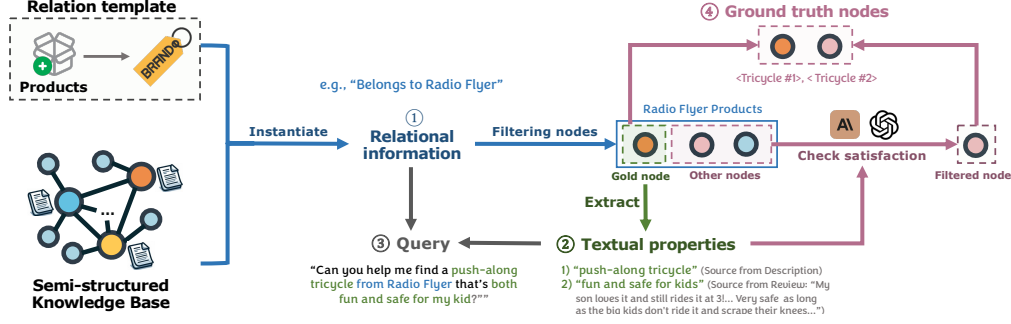 Relation template
BRAND
Products
Semi-structured
Knowledge Base
Instantiate
e.g., “Belongs to Radio Flyer”
①
Relational
information
Filtering nodes
Radio Flyer Products
Gold node
Other nodes
Extract
② Textual properties
1) “push-along tricycle” (Source from Description)
2) “fun and safe for kids” (Source from Review: “My
son loves it and still rides it at 3!... Very safe as long
as the big kids don’t ride it and scrape their knees...”)
③ Query
“Can you help me find a push-along
tricycle from Radio Flyer that’s both
fun and safe for my kid?””
...
A\
Check satisfaction
Filtered node
④ Ground truth nodes
<Tricycle #1>, < Tricycle #2>